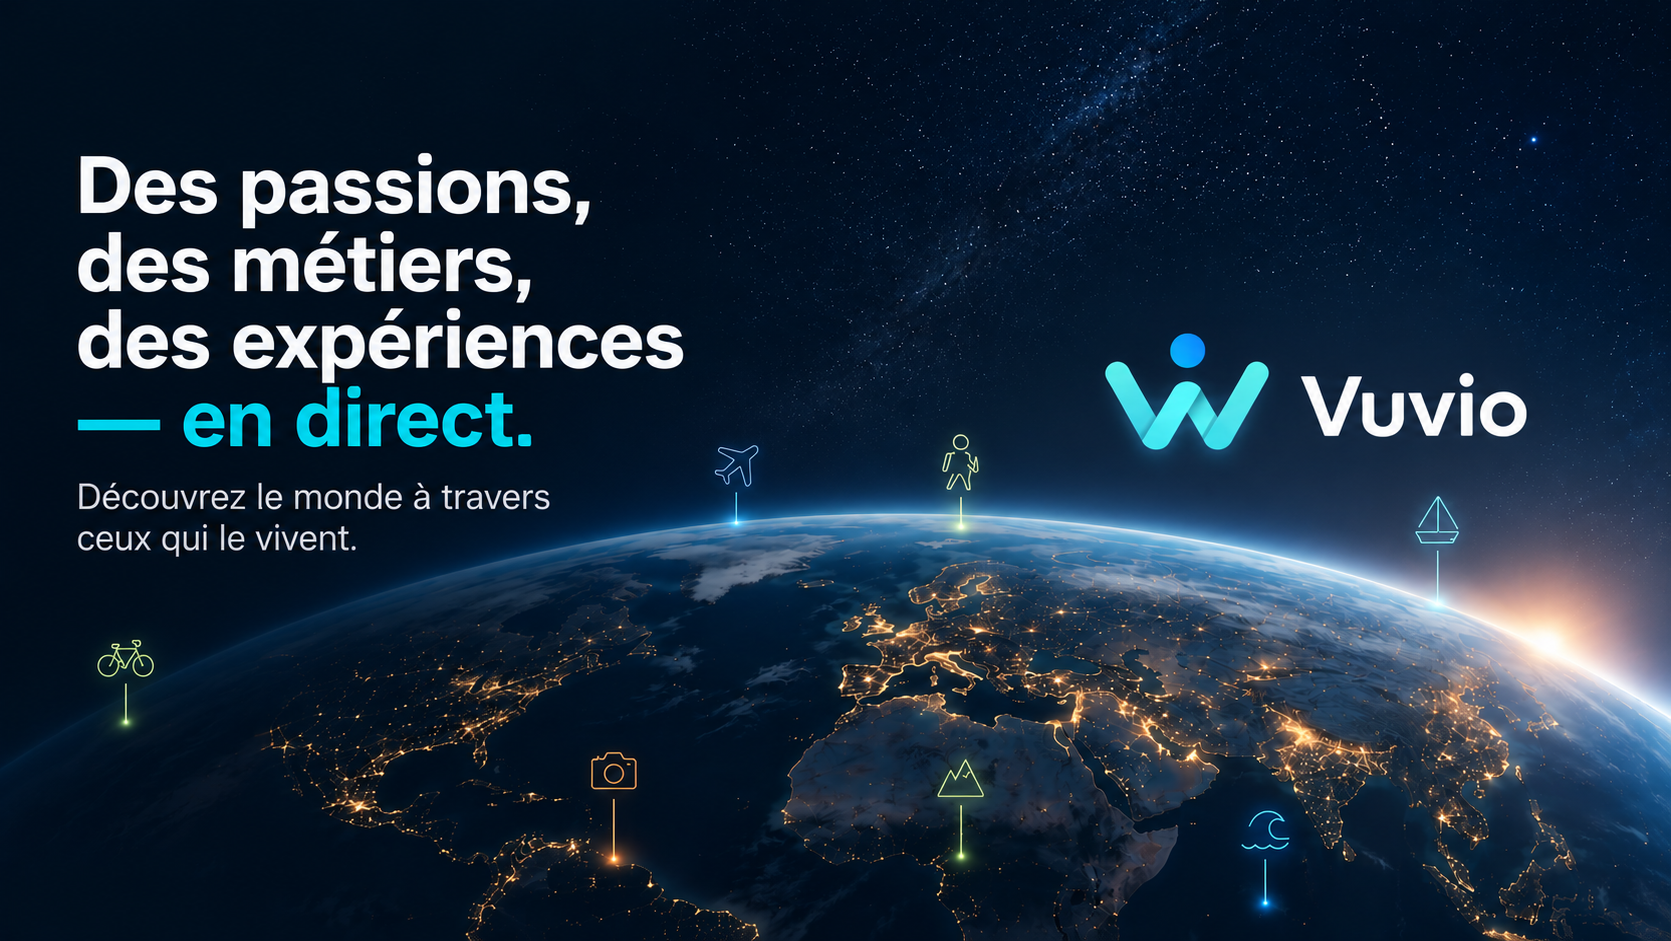 Des passions,
des métiers,
des expériences
— en direct.
Découvrez le monde à travers
ceux qui le vivent.
Vuvio